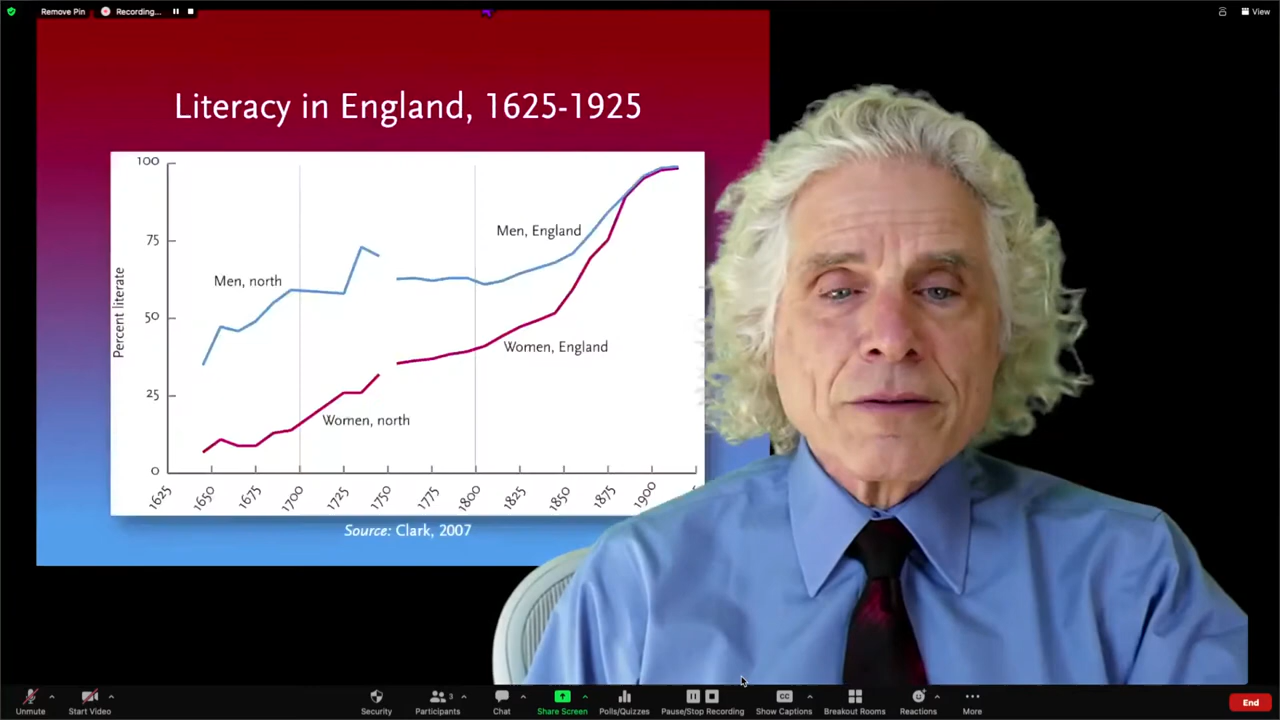 Remove Pin
Recording...
View
Literacy in England, 1625-1925
100
75
50
25
0
Percent literate
Men, north
Men, England
Women, England
Women, north
1625
1650
1675
1700
1725
1750
1775
1800
1825
1850
1875
1900
Source: Clark, 2007
Unmute
Start Video
Security
3
Participants
Chat
Share Screen
Polls/Quizzes
Pause/Stop Recording
CC
Show Captions
Breakout Rooms
Reactions
More
End